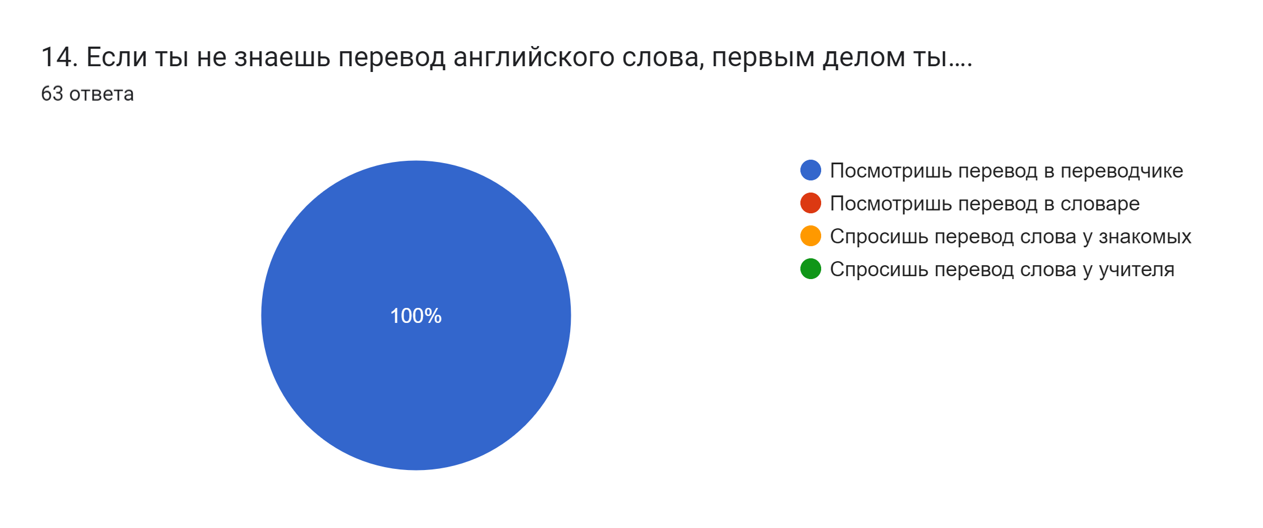 14. Если ты не знаешь перевод английского слова, первым делом ты....
63 ответа
100%
Посмотришь перевод в переводчике
Посмотришь перевод в словаре
Спросишь перевод слова у знакомых
Спросишь перевод слова у учителя